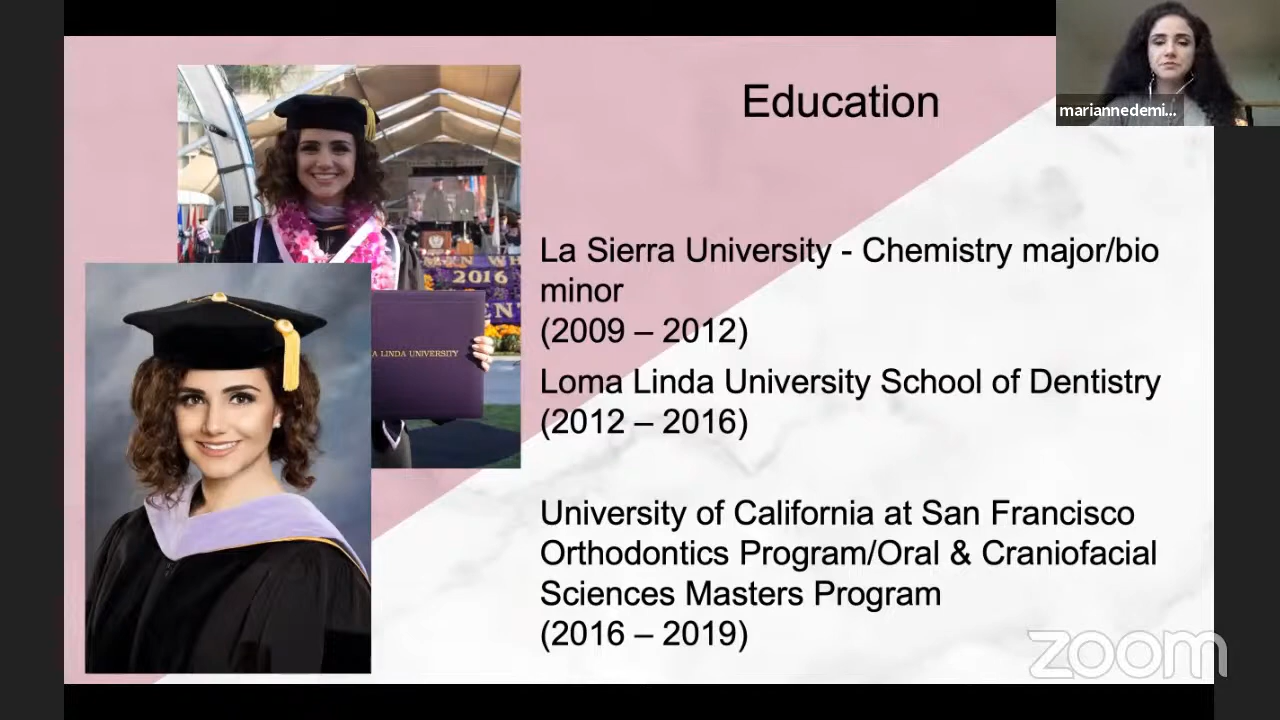 Education
mariannedemi...
La Sierra University - Chemistry major/bio
minor
(2009 – 2012)
Loma Linda University School of Dentistry
(2012 – 2016)
University of California at San Francisco
Orthodontics Program/Oral & Craniofacial
Sciences Masters Program
(2016 – 2019)
2016
A LINDA UNIVERSITY
zoom